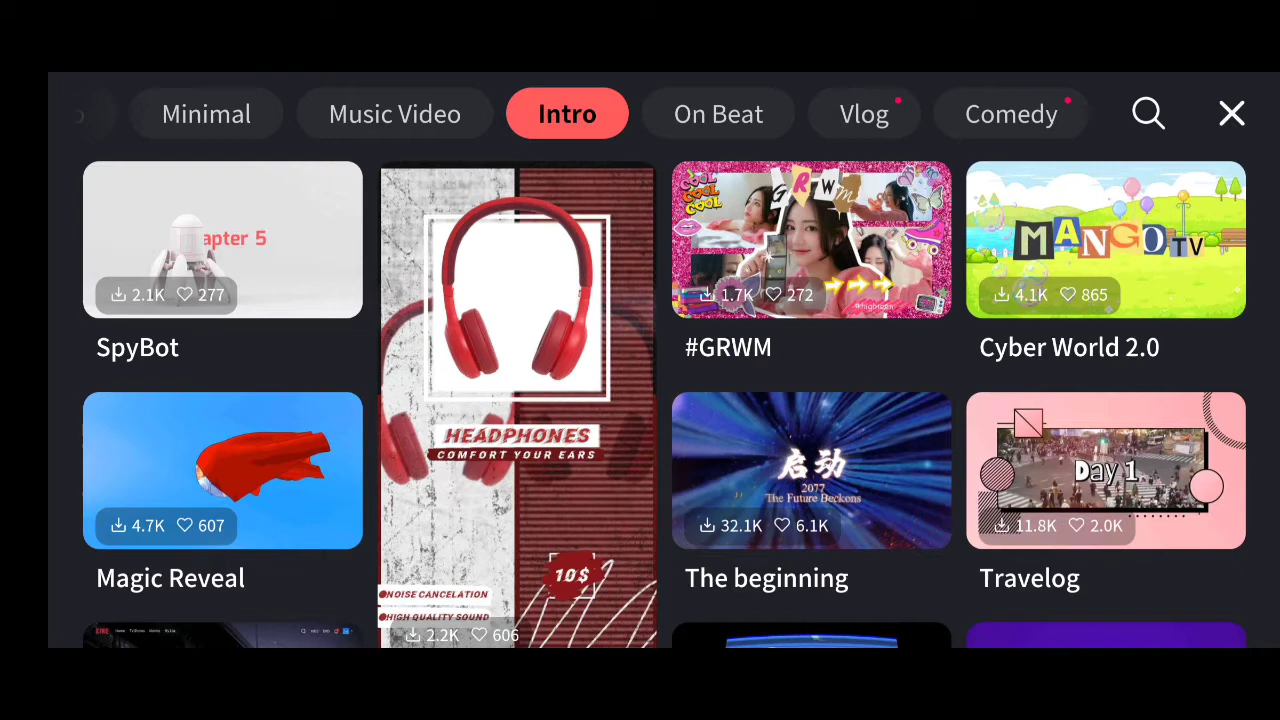 Minimal
Music Video
Intro
On Beat
Vlog
Comedy
apter 5
2.1K 277
SpyBot
4.7K 607
Magic Reveal
HEADPHONES
COMFORT YOUR EARS
10$
NOISE CANCELATION
HIGH QUALITY SOUND
2.2K 606
COOL
COOL
COOL
GRWM
1.7K 272
#GRWM
启动
2077
The Future Beckons
32.1K 6.1K
The beginning
MANGO TV
4.1K 865
Cyber World 2.0
Day 1
11.8K 2.0K
Travelog